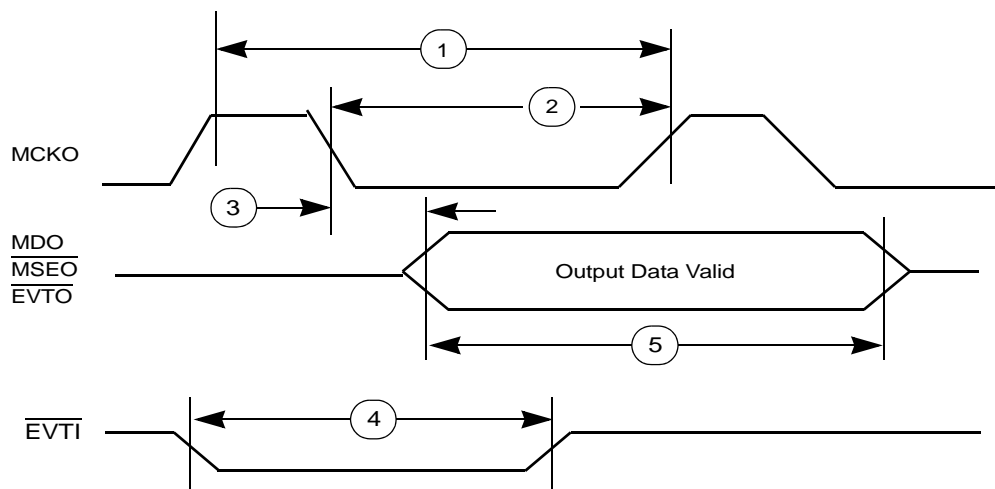 1
2
MCKO
3
MDO
MSEO
EVTO
Output Data Valid
5
4
EVTI